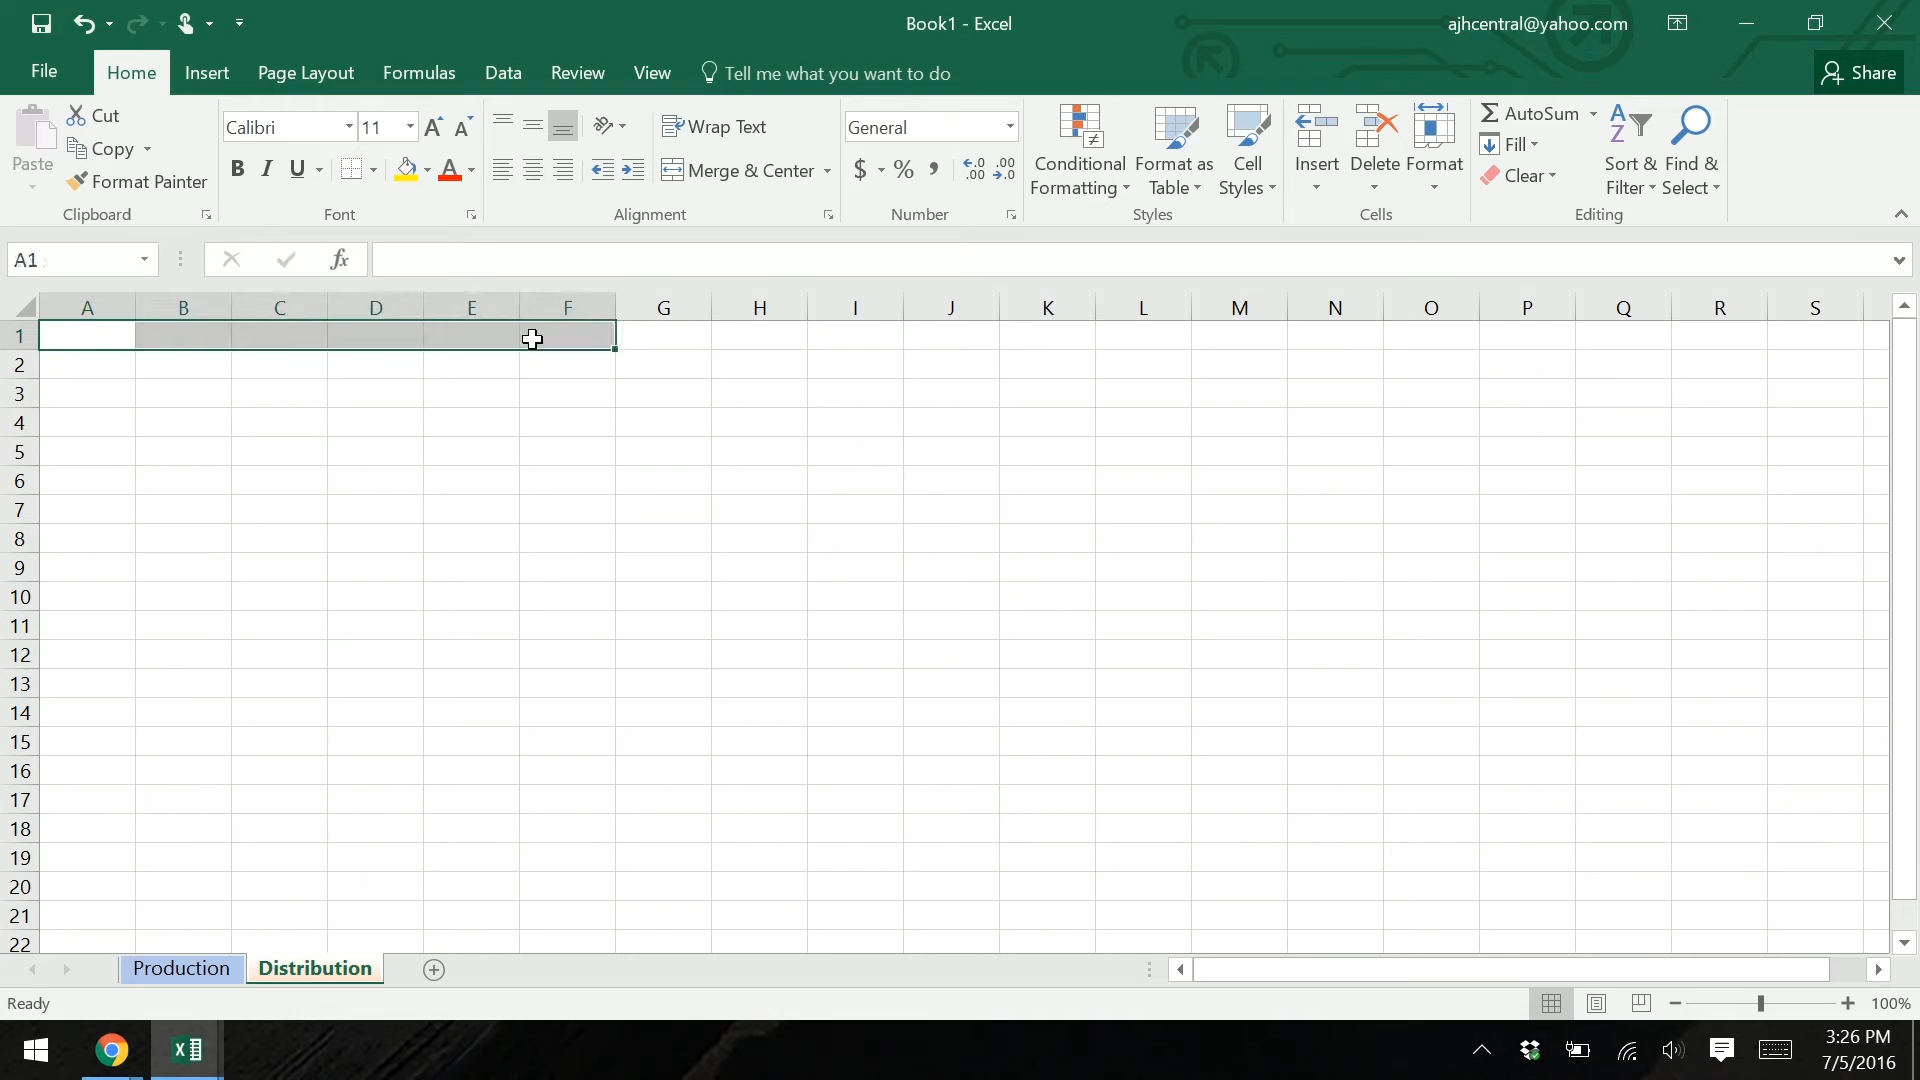 Book1 - Excel
ajhcentral@yahoo.com
File
Home
Insert
Page Layout
Formulas
Data
Review
View
Tell me what you want to do
Share
Paste
Cut
Copy
Format Painter
Clipboard
Calibri
11
B I U
A
Font
Wrap Text
Merge & Center
Alignment
General
$ % ,
←.0 .00
.00 →.0
Number
Conditional Formatting
Format as Table
Cell Styles
Styles
Insert
Delete
Format
Cells
AutoSum
Fill
Clear
Sort & Filter
Find & Select
Editing
A1
fx
A B C D E F G H I J K L M N O P Q R S
1
2
3
4
5
6
7
8
9
10
11
12
13
14
15
16
17
18
19
20
21
22
Production
Distribution
Ready
100%
3:26 PM
7/5/2016